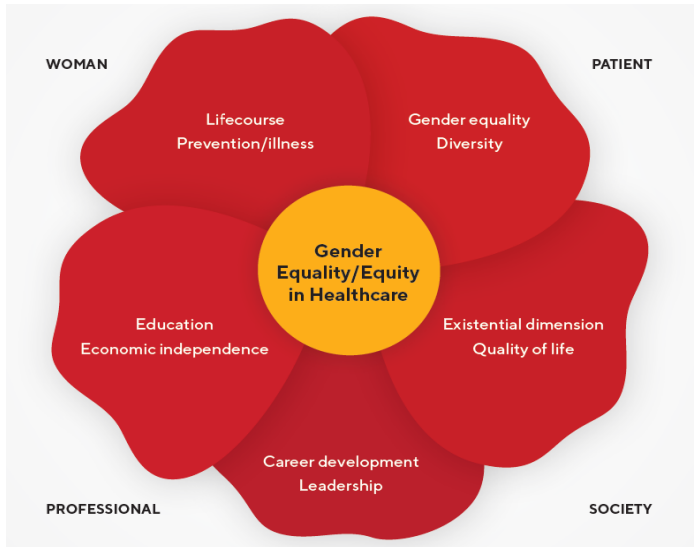 WOMAN
PATIENT
Lifecourse
Prevention/illness
Gender equality
Diversity
Gender
Equality/Equity
in Healthcare
Education
Economic independence
Existential dimension
Quality of life
Career development
Leadership
PROFESSIONAL
SOCIETY